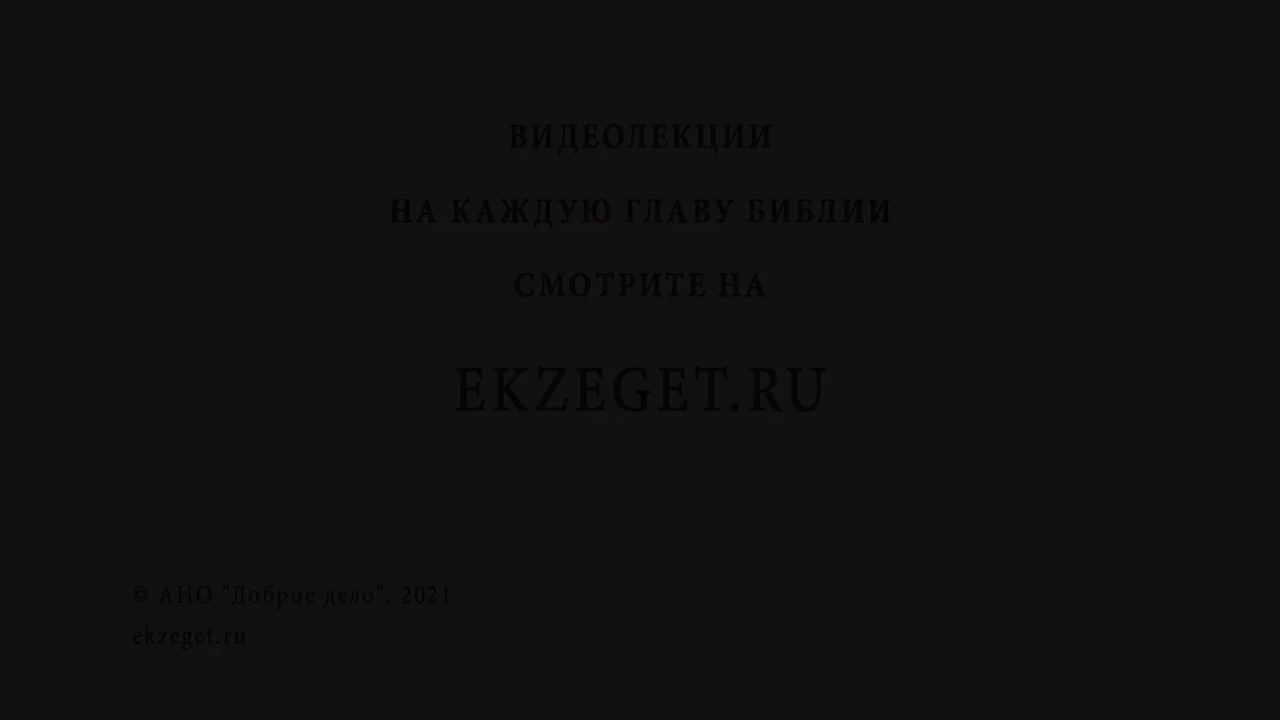 ВИДЕОЛЕКЦИИ
НА КАЖДУЮ ГЛАВУ БИБЛИИ
СМОТРИТЕ НА
EKZEGET.RU
© АНО "Доброе дело", 2021
ekzeget.ru